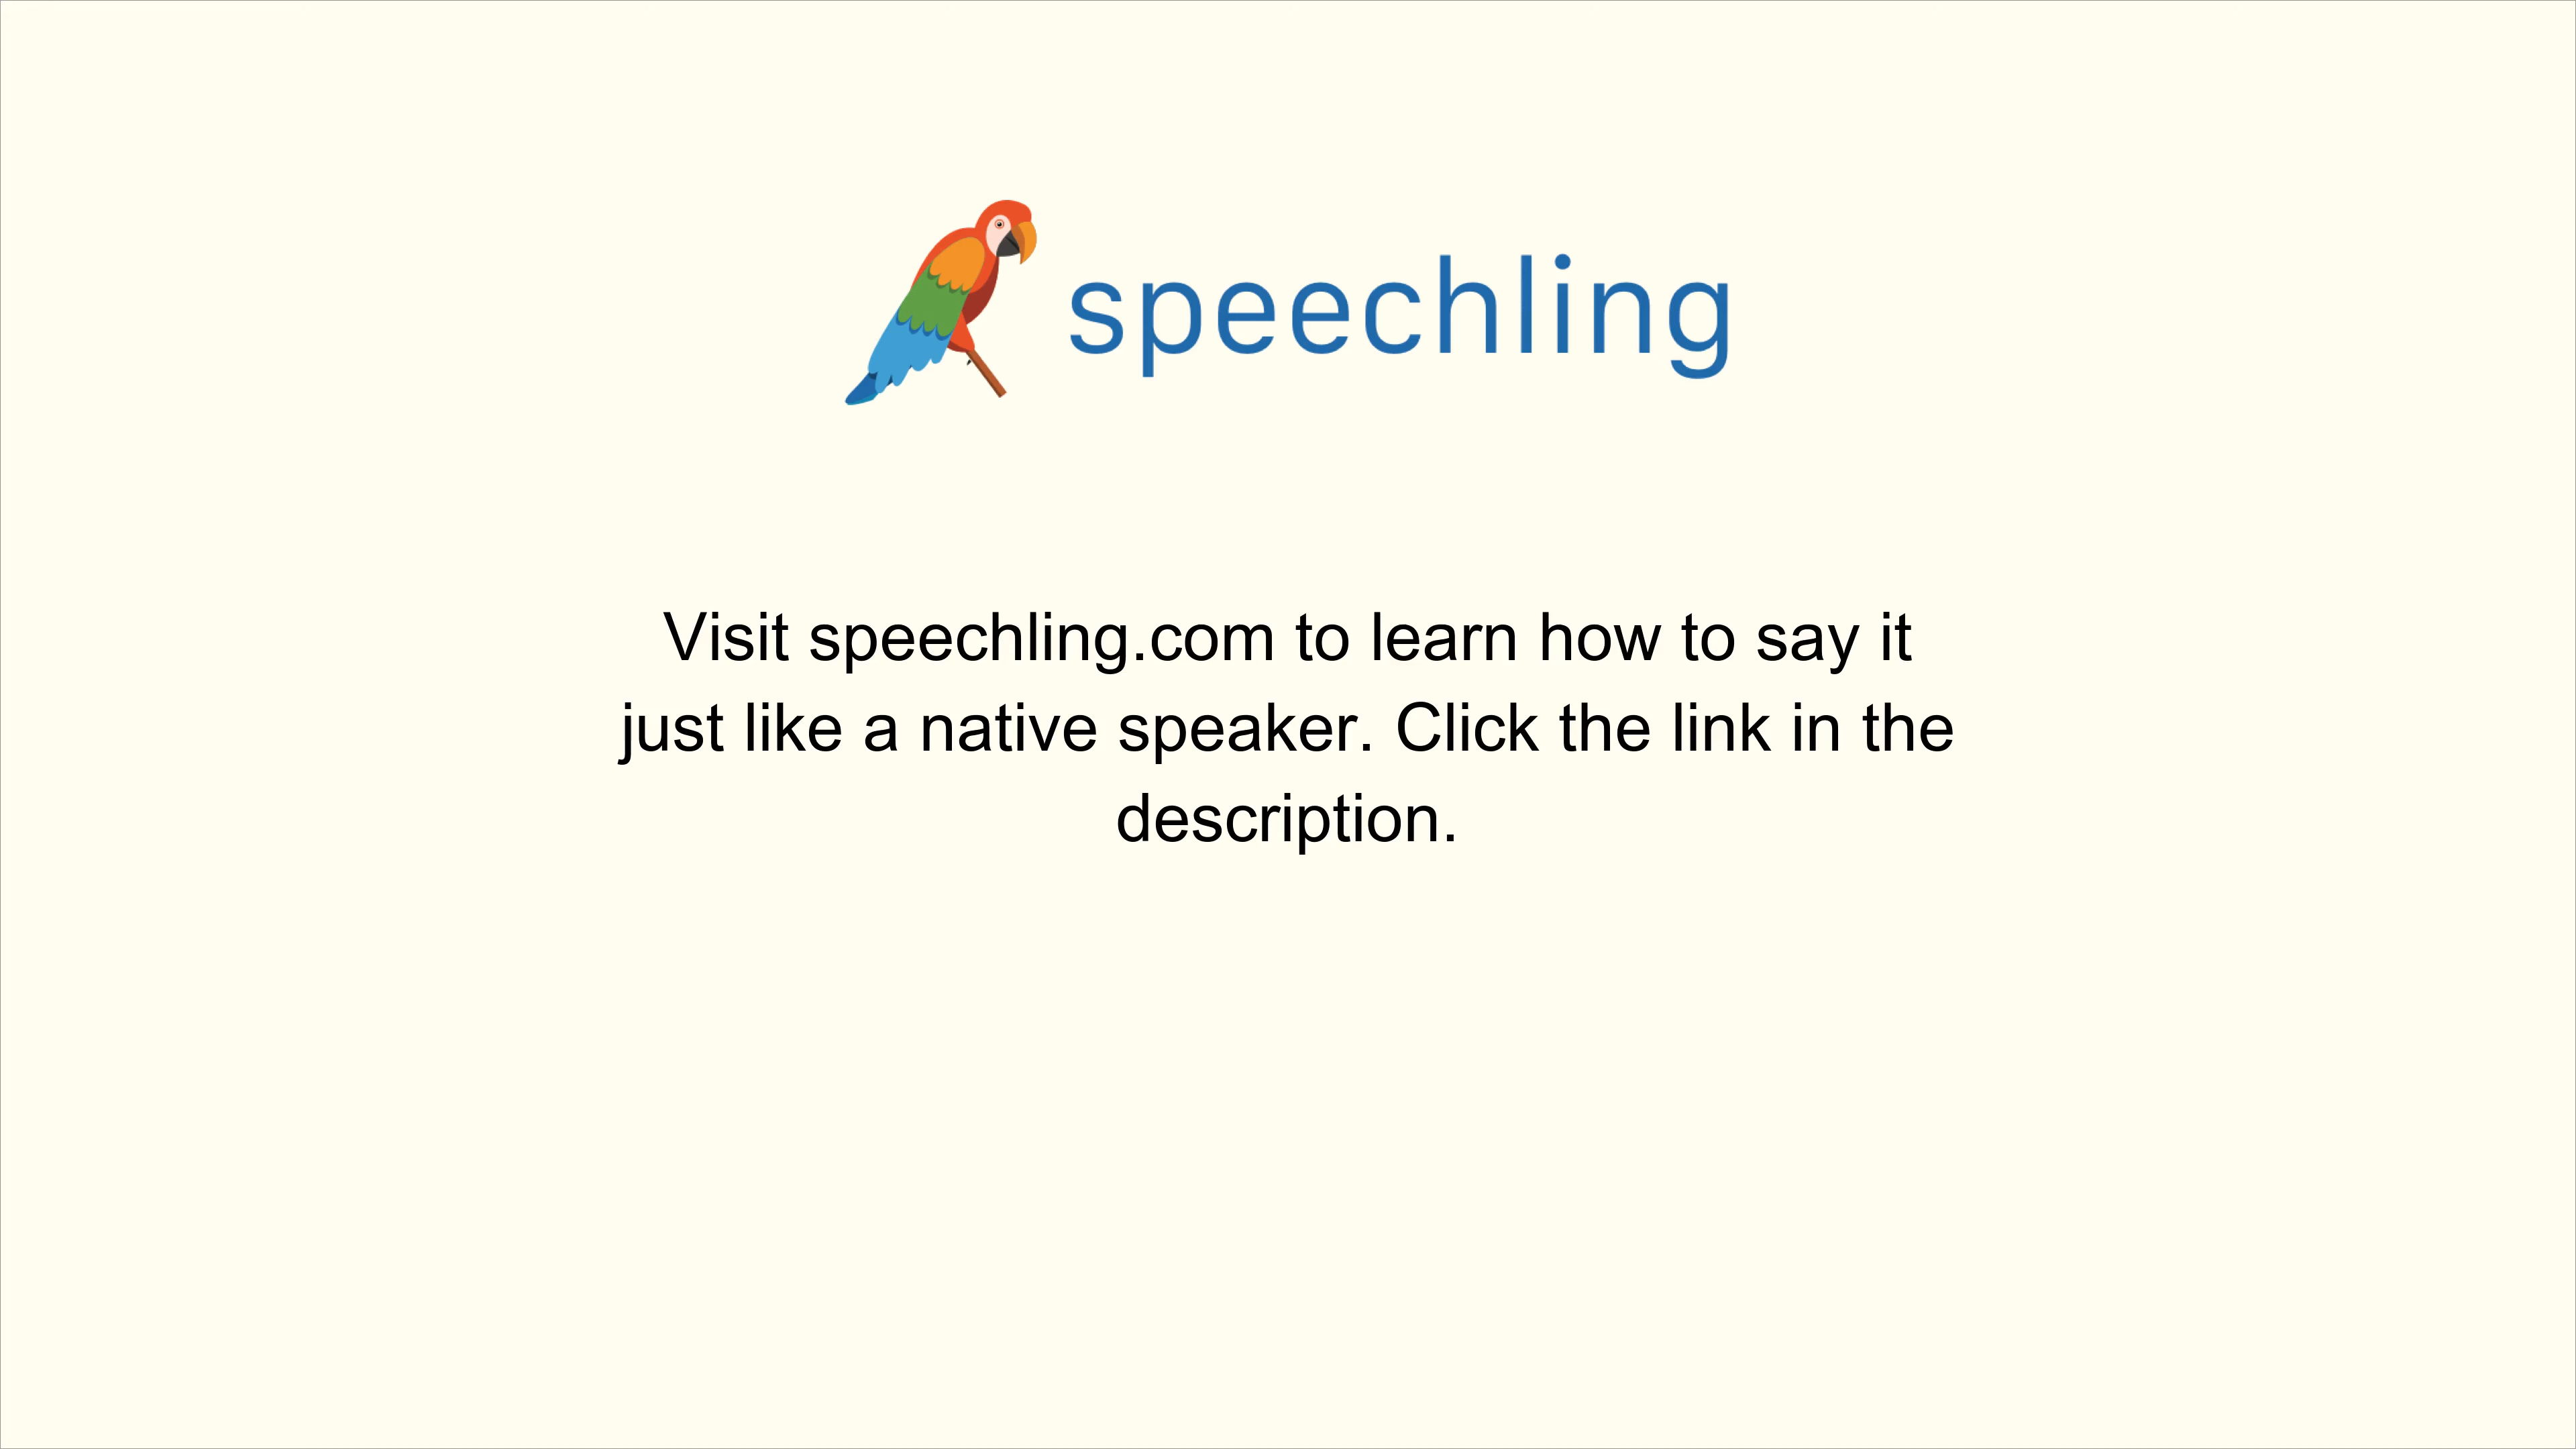 speechling
Visit speechling.com to learn how to say it
just like a native speaker. Click the link in the
description.